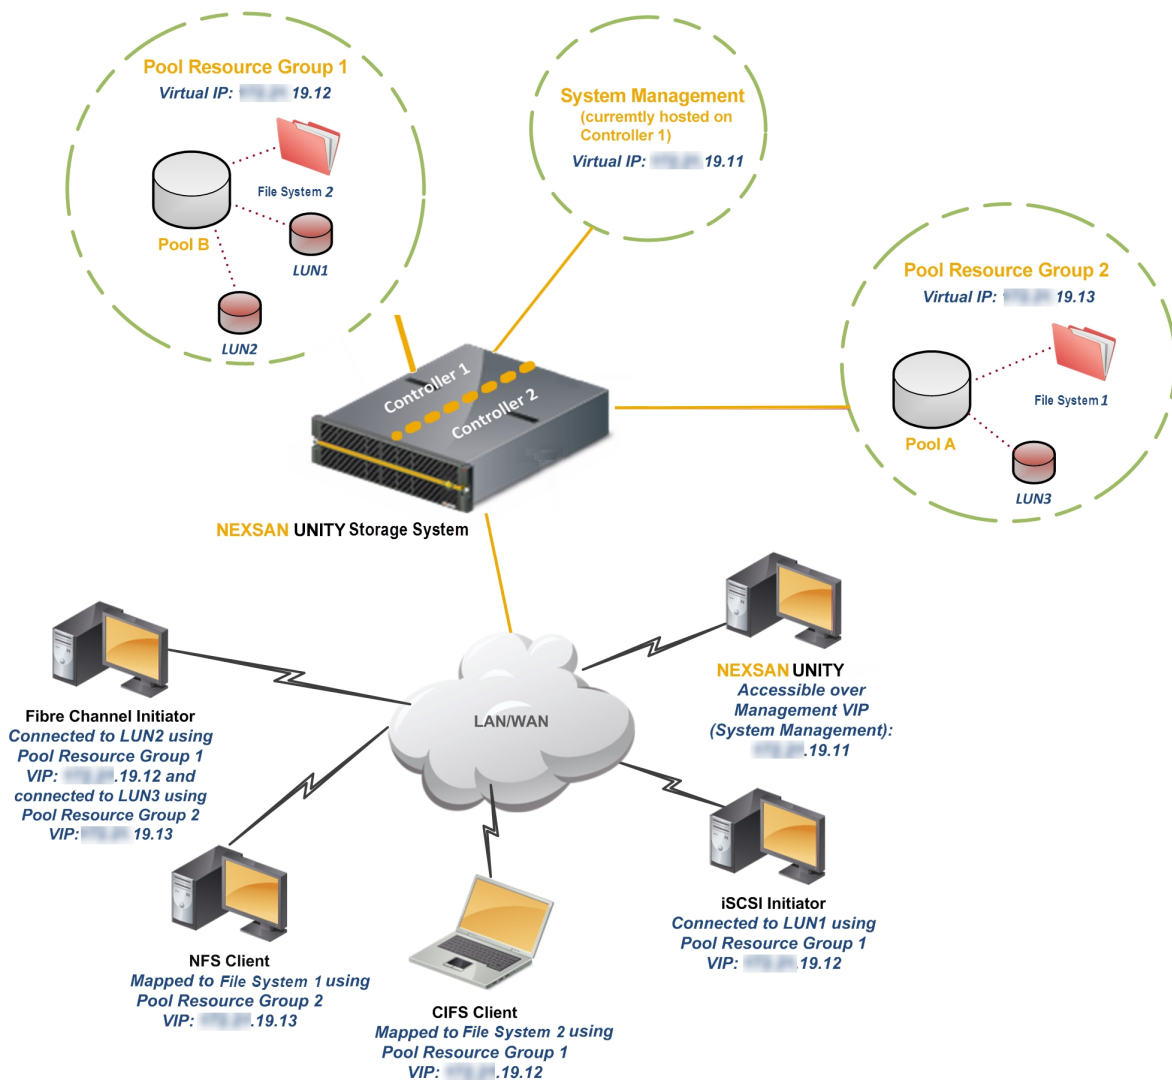 Pool Resource Group 1
Virtual IP: 19.12
File System 2
Pool B
LUN1
LUN2
System Management
(currently hosted on
Controller 1)
Virtual IP: 19.11
Pool Resource Group 2
Virtual IP: 19.13
File System 1
Pool A
LUN3
Controller 1
Controller 2
NEXSAN UNITY Storage System
LAN/WAN
NEXSAN UNITY
Accessible over
Management VIP
(System Management):
.19.11
Fibre Channel Initiator
Connected to LUN2 using
Pool Resource Group 1
VIP: .19.12 and
connected to LUN3 using
Pool Resource Group 2
VIP: 19.13
iSCSI Initiator
Connected to LUN1 using
Pool Resource Group 1
VIP: .19.12
NFS Client
Mapped to File System 1 using
Pool Resource Group 2
VIP: .19.13
CIFS Client
Mapped to File System 2 using
Pool Resource Group 1
VIP: .19.12